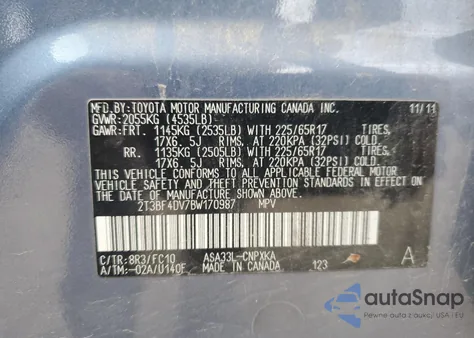 MFD.BY:TOYOTA MOTOR MANUFACTURING CANADA INC. 11/11
GVWR:2055KG (4535LB)
GAWR:FRT. 1145KG (2535LB) WITH 225/65R17 TIRES,
17X6. 5J RIMS, AT 220KPA (32PSI) COLD
RR. 1135KG (2505LB) WITH 225/65R17 TIRES,
17X6. 5J RIMS, AT 220KPA (32PSI) COLD
THIS VEHICLE CONFORMS TO ALL APPLICABLE FEDERAL MOTOR
VEHICLE SAFETY STANDARDS IN EFFECT ON THE
DATE OF MANUFACTURE SHOWN ABOVE.
2T3BF4DV7BW170987 MPV
C/TR:8R3/FC10 ASA33L-CNPXKA
A/TM:-02A/U140F MADE IN CANADA 123 A
autoSnap
Авто з аукціонів США і EU